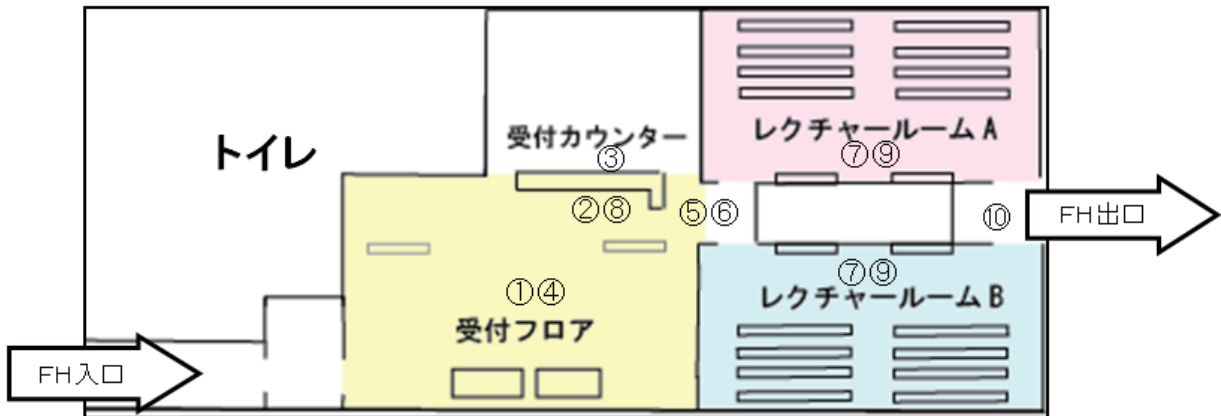 トイレ
受付カウンター
③
②⑧
⑤⑥
レクチャールームA
⑦⑨
⑩
FH出口
①④
受付フロア
⑦⑨
レクチャールームB
FH入口